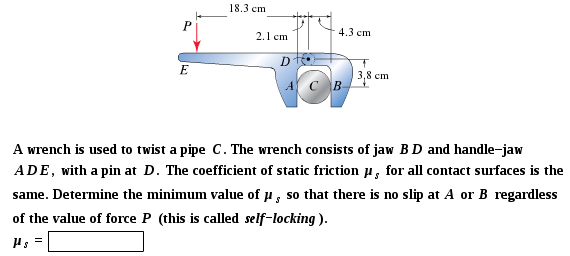 18.3 cm
P
2.1 cm
4.3 cm
D
E
3.8 cm
A C B
A wrench is used to twist a pipe C. The wrench consists of jaw BD and handle-jaw
ADE, with a pin at D. The coefficient of static friction μs for all contact surfaces is the
same. Determine the minimum value of μs so that there is no slip at A or B regardless
of the value of force P (this is called self-locking).
μs =